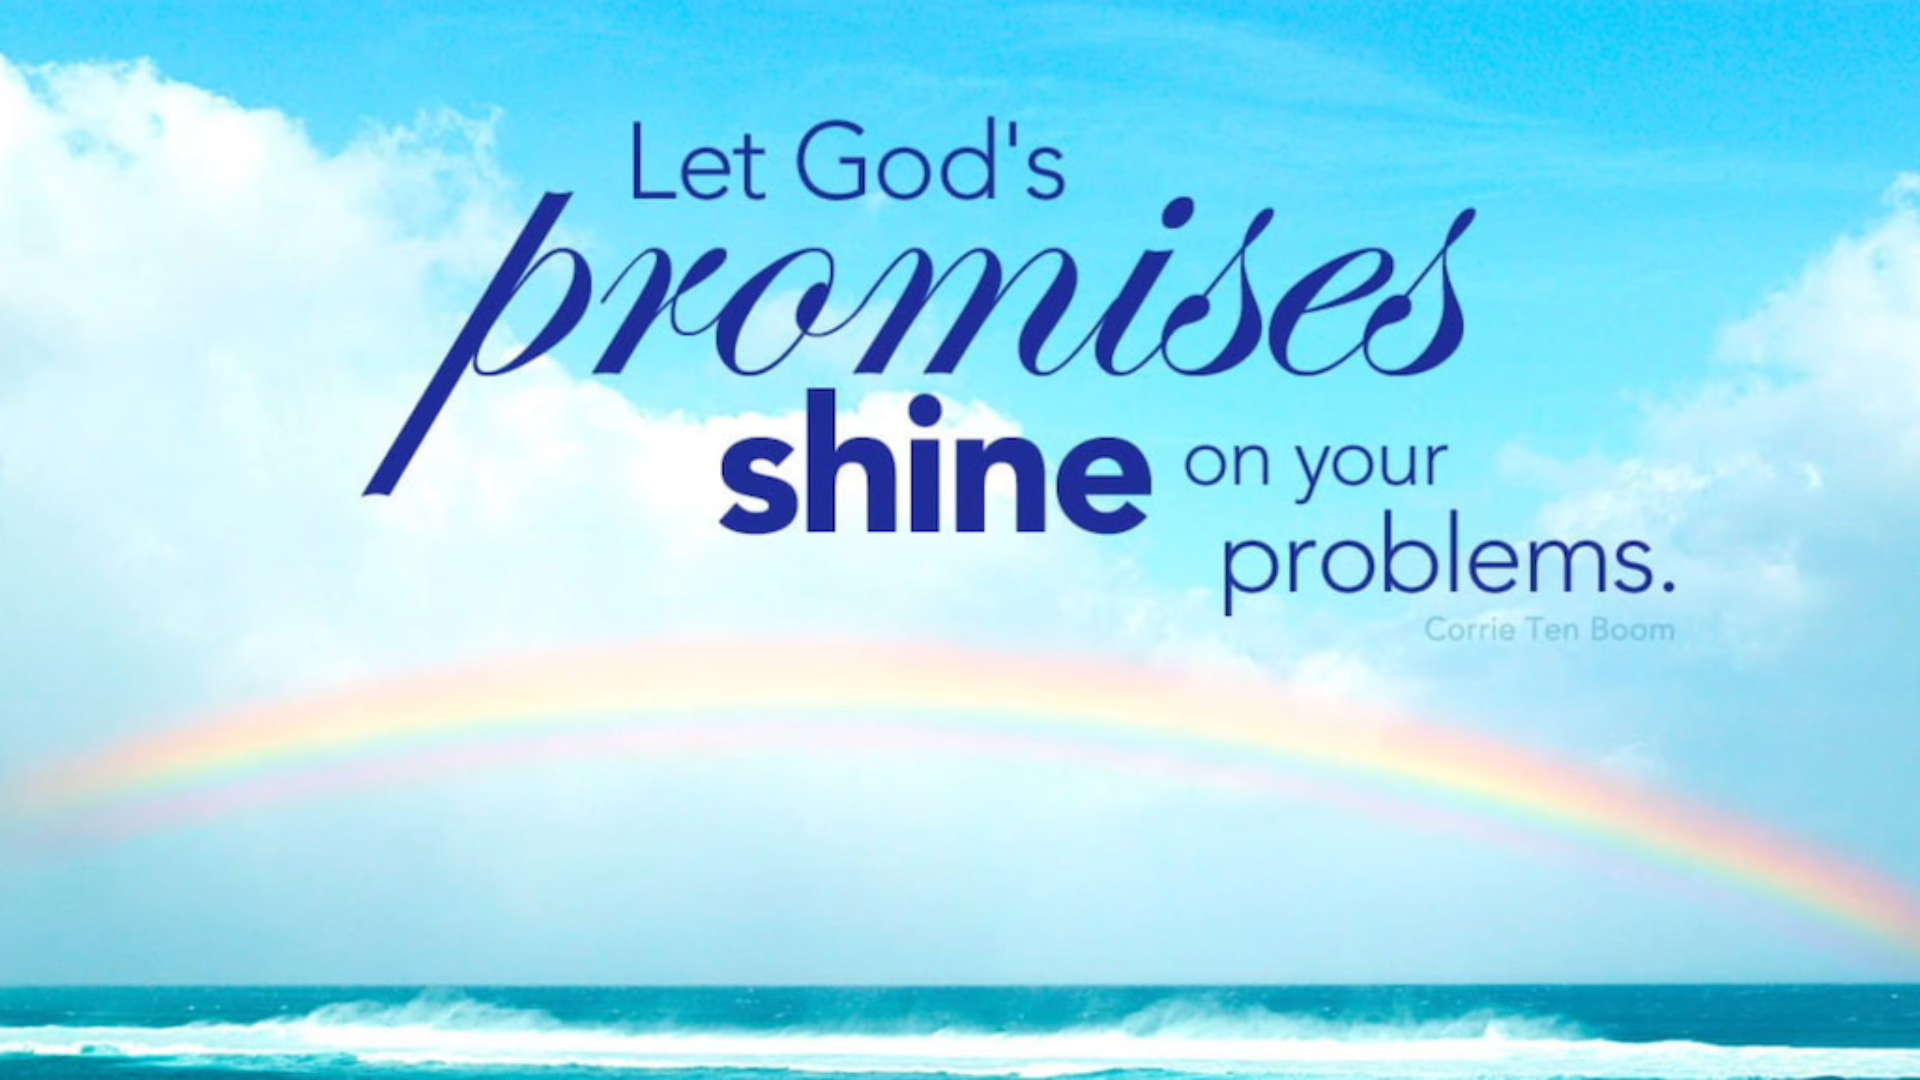 Let God's
promises
shine on your
problems.
Corrie Ten Boom